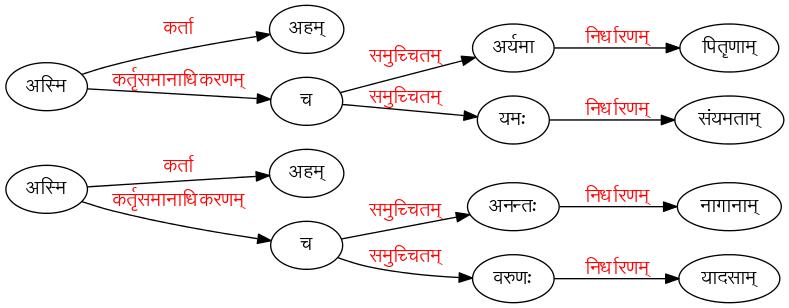 कर्ता
अहम्
समुच्चितम्
अर्यमा
निर्धारणम्
पितृणाम्
अस्मि
कर्तृसमानाधिकरणम्
च
समुच्चितम्
यमः
निर्धारणम्
संयमताम्
कर्ता
अहम्
अस्मि
कर्तृसमानाधिकरणम्
समुच्चितम्
अनन्तः
निर्धारणम्
नागानाम्
च
समुच्चितम्
वरुणः
निर्धारणम्
यादसाम्